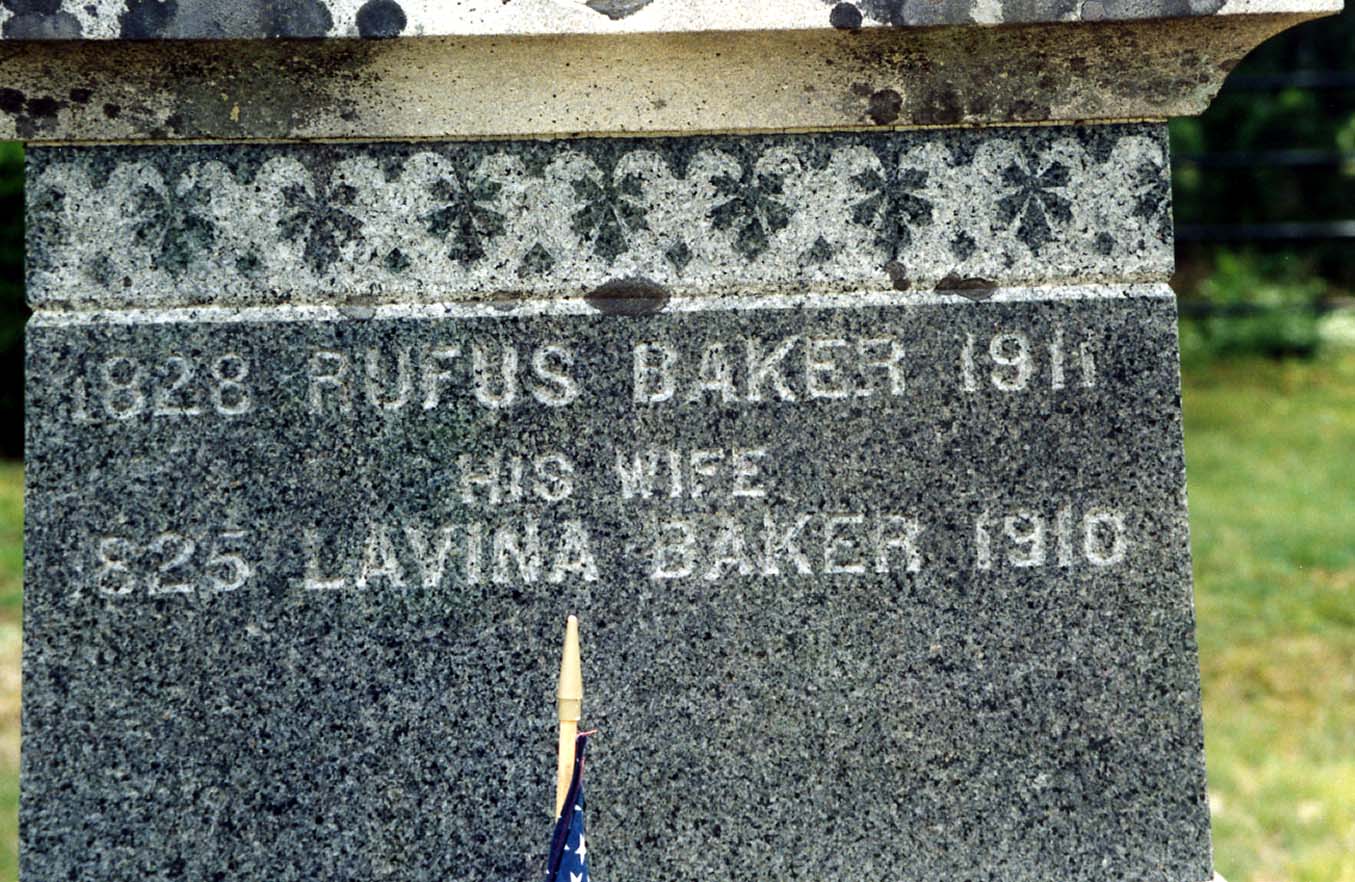 1828 RUFUS BAKER 1911
HIS WIFE
825 LAVINA BAKER 1910